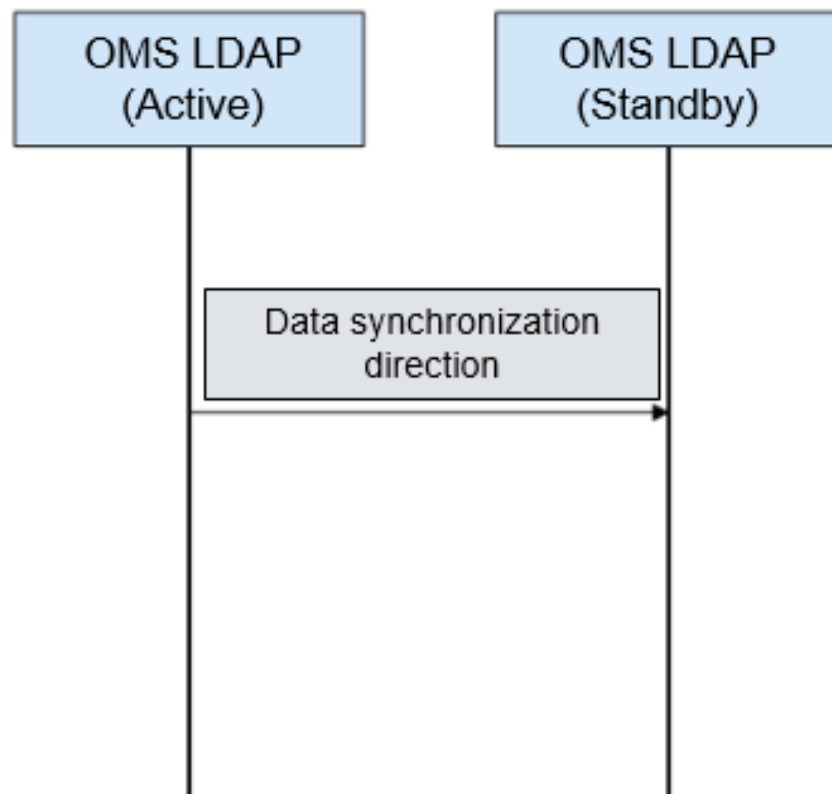 OMS LDAP
(Active)
OMS LDAP
(Standby)
Data synchronization
direction